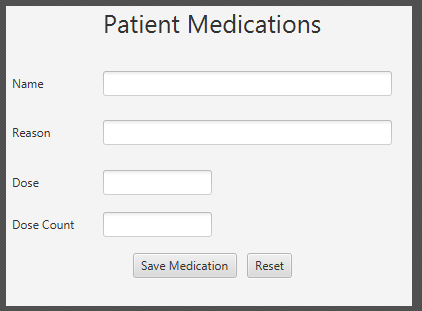 Patient Medications
Name
Reason
Dose
Dose Count
Save Medication Reset